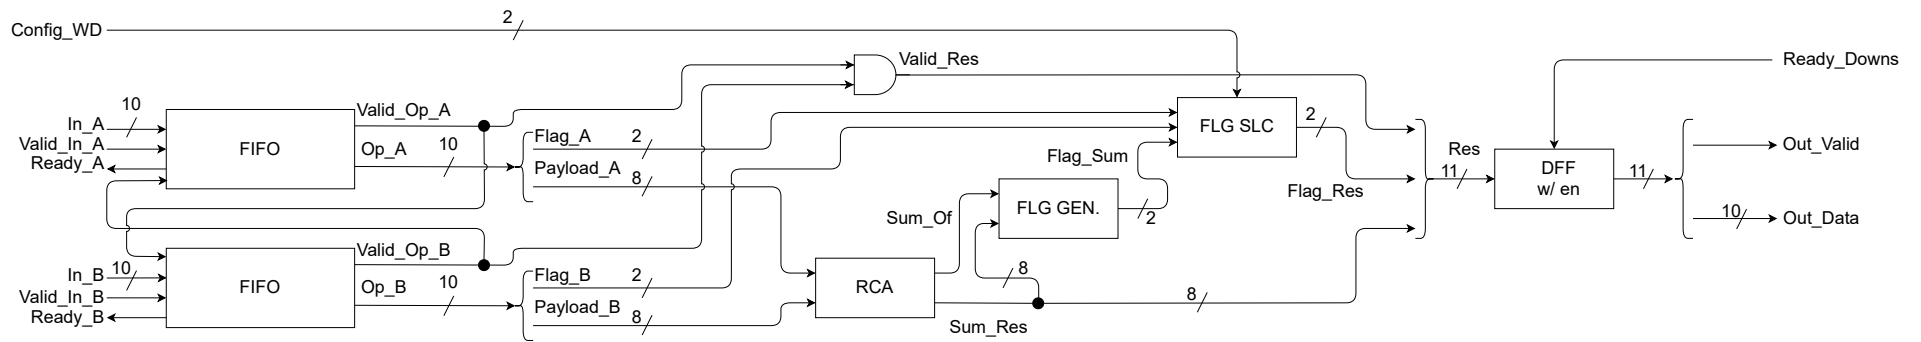 Config_WD
2
Valid_Res
Ready_Downs
10
In_A
Valid_In_A
Ready_A
FIFO
Valid_Op_A
Op_A
10
Flag_A
2
Payload_A
8
FLG SLC
2
Flag_Sum
Flag_Res
Res
11
DFF
w/ en
11
Out_Valid
10
Out_Data
FLG GEN.
2
Sum_Of
10
In_B
Valid_In_B
Ready_B
FIFO
Valid_Op_B
Op_B
10
Flag_B
2
Payload_B
8
RCA
8
8
Sum_Res